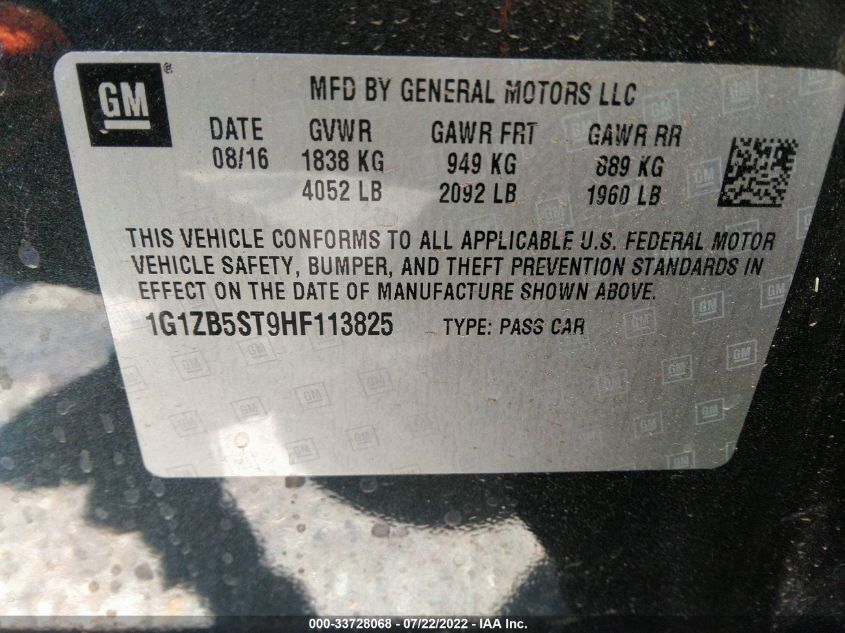 GM ® MFD BY GENERAL MOTORS LLC
DATE GVWR GAWR FRT GAWR RR
08/16 1838 KG 949 KG 889 KG
4052 LB 2092 LB 1960 LB
THIS VEHICLE CONFORMS TO ALL APPLICABLE U.S. FEDERAL MOTOR
VEHICLE SAFETY, BUMPER, AND THEFT PREVENTION STANDARDS IN
EFFECT ON THE DATE OF MANUFACTURE SHOWN ABOVE.
1G1ZB5ST9HF113825 TYPE: PASS CAR
000-33728068 - 07/22/2022 - IAA Inc.